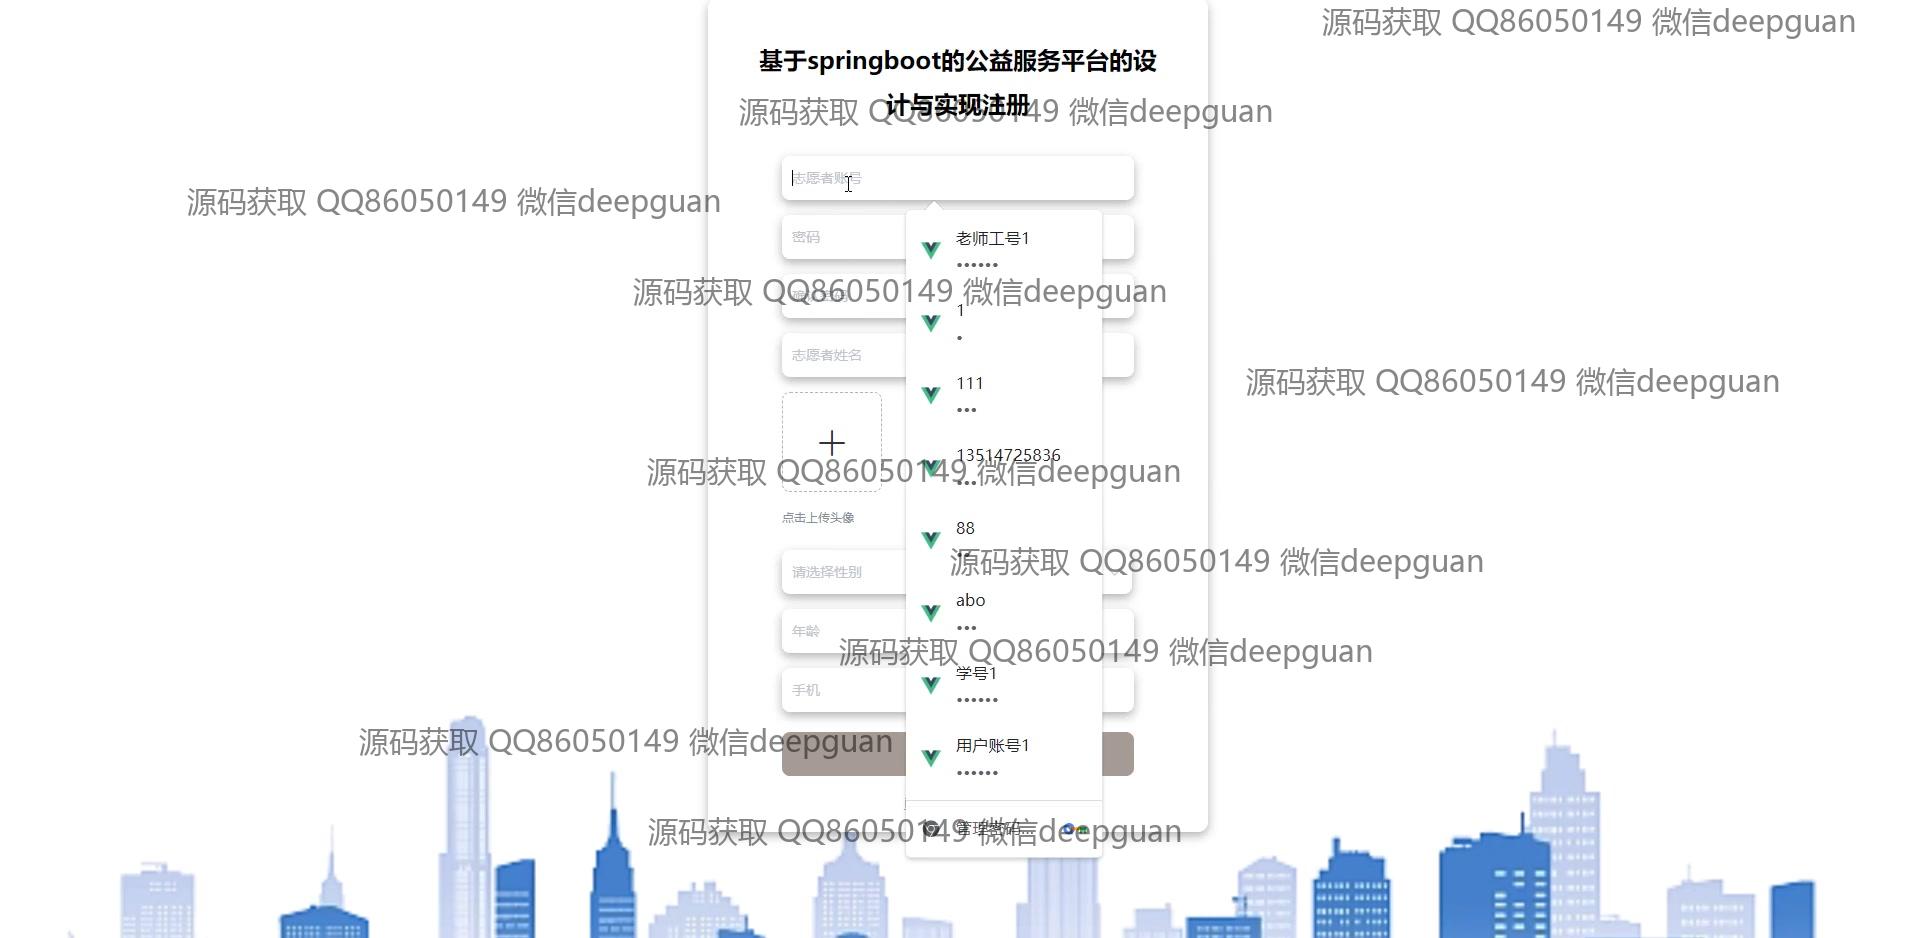 源码获取 QQ86050149 微信deepguan
基于springboot的公益服务平台的设
计与实现注册
源码获取 QQ86050149 微信deepguan
志愿者账号
源码获取 QQ86050149 微信deepguan
密码
老师工号1
••••••
源码获取 QQ86050149 微信deepguan
1
•
志愿者姓名
源码获取 QQ86050149 微信deepguan
111
•••
13514725836
•••
源码获取 QQ86050149 微信deepguan
点击上传头像
88
••
源码获取 QQ86050149 微信deepguan
请选择性别
abo
•••
年龄
源码获取 QQ86050149 微信deepguan
学号1
••••••
手机
源码获取 QQ86050149 微信deepguan
用户账号1
••••••
源码获取 QQ86050149 微信deepguan
管理密码...